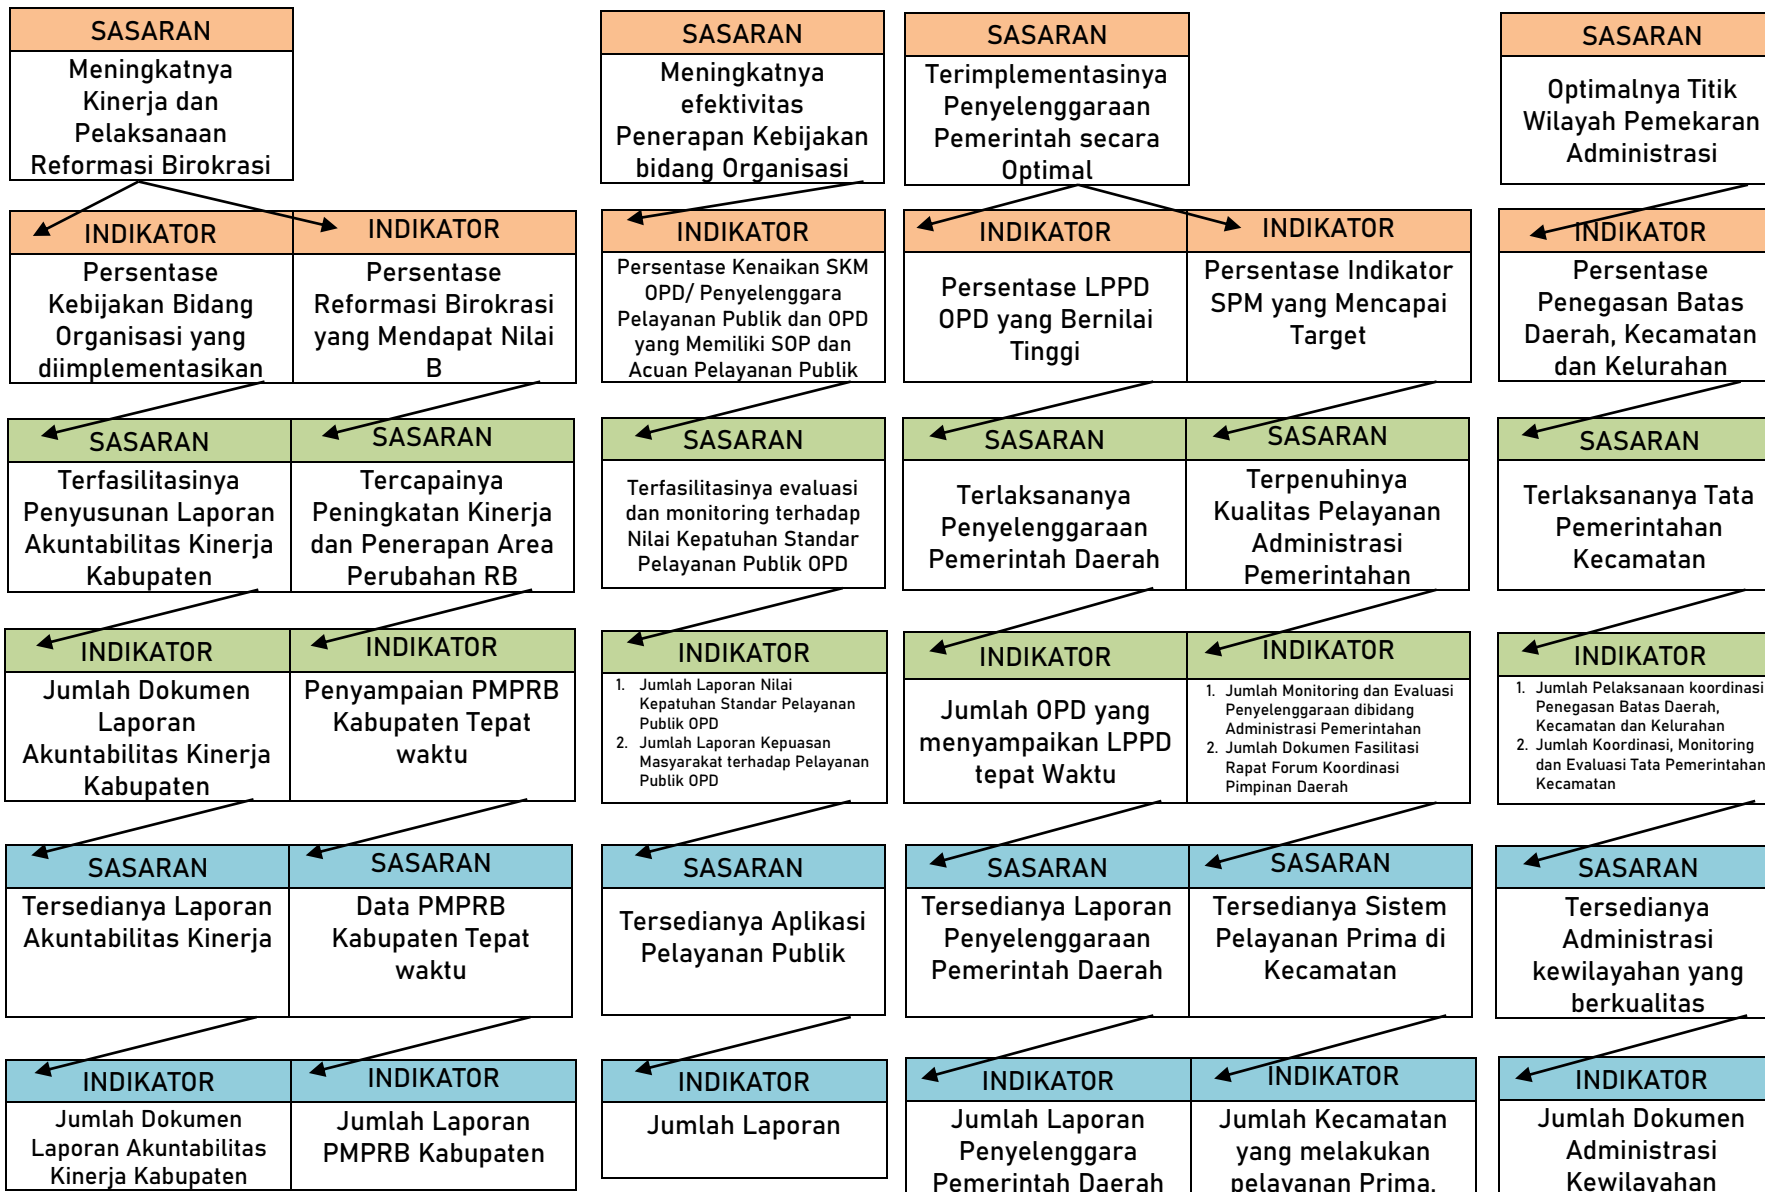 SASARAN
Meningkatnya
Kinerja dan
Pelaksanaan
Reformasi Birokrasi
SASARAN
Meningkatnya
efektivitas
Penerapan Kebijakan
bidang Organisasi
SASARAN
Terimplementasinya
Penyelenggaraan
Pemerintah secara
Optimal
SASARAN
Optimalnya Titik
Wilayah Pemekaran
Administrasi
INDIKATOR
Persentase
Kebijakan Bidang
Organisasi yang
diimplementasikan
INDIKATOR
Persentase
Reformasi Birokrasi
yang Mendapat Nilai
B
INDIKATOR
Persentase Kenaikan SKM
OPD/ Penyelenggara
Pelayanan Publik dan OPD
yang Memiliki SOP dan
Acuan Pelayanan Publik
INDIKATOR
Persentase LPPD
OPD yang Bernilai
Tinggi
INDIKATOR
Persentase Indikator
SPM yang Mencapai
Target
INDIKATOR
Persentase
Penegasan Batas
Daerah, Kecamatan
dan Kelurahan
SASARAN
Terfasilitasinya
Penyusunan Laporan
Akuntabilitas Kinerja
Kabupaten
SASARAN
Tercapainya
Peningkatan Kinerja
dan Penerapan Area
Perubahan RB
SASARAN
Terfasilitasinya evaluasi
dan monitoring terhadap
Nilai Kepatuhan Standar
Pelayanan Publik OPD
SASARAN
Terlaksananya
Penyelenggaraan
Pemerintah Daerah
SASARAN
Terpenuhinya
Kualitas Pelayanan
Administrasi
Pemerintahan
SASARAN
Terlaksananya Tata
Pemerintahan
Kecamatan
INDIKATOR
Jumlah Dokumen
Laporan
Akuntabilitas Kinerja
Kabupaten
INDIKATOR
Penyampaian PMPRB
Kabupaten Tepat
waktu
INDIKATOR
1. Jumlah Laporan Nilai
Kepatuhan Standar Pelayanan
Publik OPD
2. Jumlah Laporan Kepuasan
Masyarakat terhadap Pelayanan
Publik OPD
INDIKATOR
Jumlah OPD yang
menyampaikan LPPD
tepat Waktu
INDIKATOR
1. Jumlah Monitoring dan Evaluasi
Penyelenggaraan dibidang
Administrasi Pemerintahan
2. Jumlah Dokumen Fasilitasi
Rapat Forum Koordinasi
Pimpinan Daerah
INDIKATOR
1. Jumlah Pelaksanaan koordinasi
Penegasan Batas Daerah,
Kecamatan dan Kelurahan
2. Jumlah Koordinasi, Monitoring
dan Evaluasi Tata Pemerintahan
Kecamatan
SASARAN
Tersedianya Laporan
Akuntabilitas Kinerja
SASARAN
Data PMPRB
Kabupaten Tepat
waktu
SASARAN
Tersedianya Aplikasi
Pelayanan Publik
SASARAN
Tersedianya Laporan
Penyelenggaraan
Pemerintah Daerah
SASARAN
Tersedianya Sistem
Pelayanan Prima di
Kecamatan
SASARAN
Tersedianya
Administrasi
kewilayahan yang
berkualitas
INDIKATOR
Jumlah Dokumen
Laporan Akuntabilitas
Kinerja Kabupaten
INDIKATOR
Jumlah Laporan
PMPRB Kabupaten
INDIKATOR
Jumlah Laporan
INDIKATOR
Jumlah Laporan
Penyelenggara
Pemerintah Daerah
INDIKATOR
Jumlah Kecamatan
yang melakukan
pelayanan Prima.
INDIKATOR
Jumlah Dokumen
Administrasi
Kewilayahan